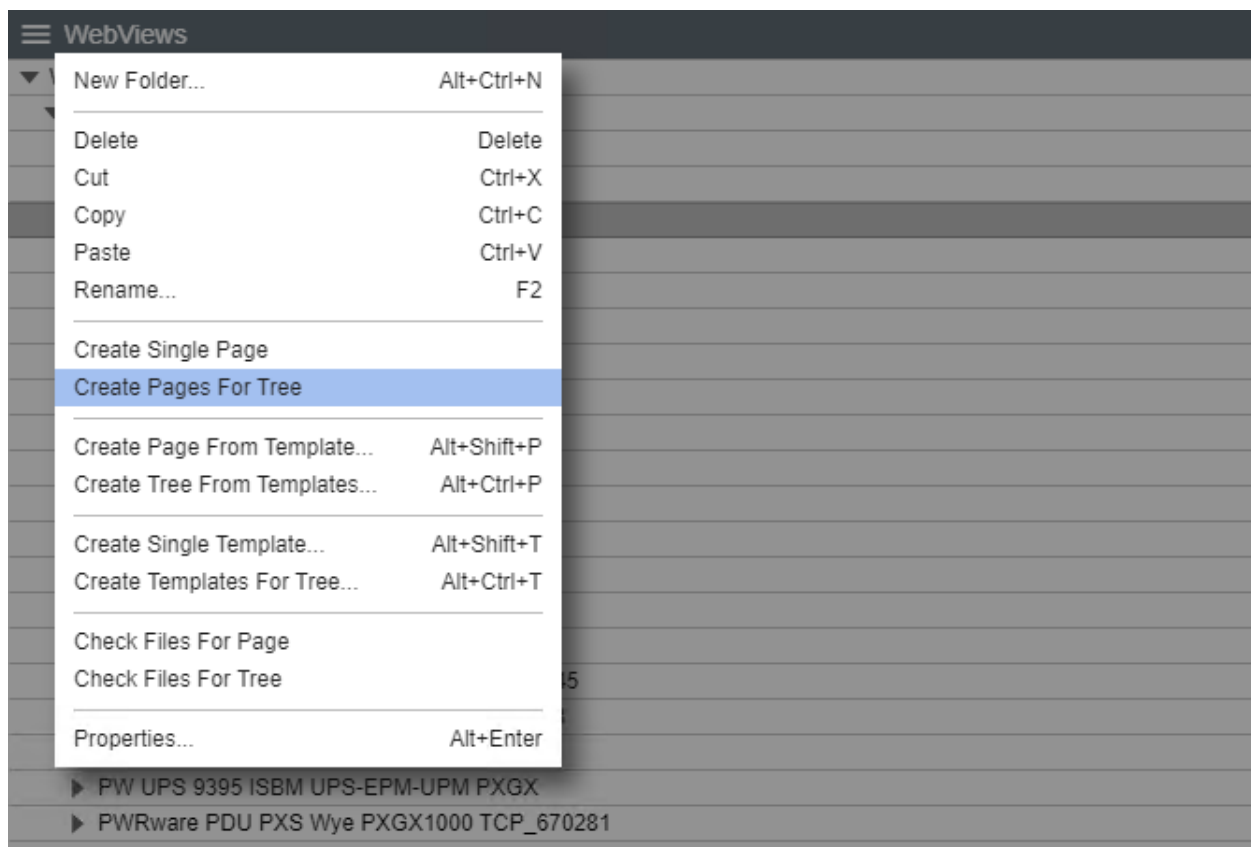 WebViews
New Folder... Alt+Ctrl+N
Delete Delete
Cut Ctrl+X
Copy Ctrl+C
Paste Ctrl+V
Rename... F2
Create Single Page
Create Pages For Tree
Create Page From Template... Alt+Shift+P
Create Tree From Templates... Alt+Ctrl+P
Create Single Template... Alt+Shift+T
Create Templates For Tree... Alt+Ctrl+T
Check Files For Page
Check Files For Tree
Properties... Alt+Enter
PW UPS 9395 ISBM UPS-EPM-UPM PXGX
PWRware PDU PXS Wye PXGX1000 TCP_670281